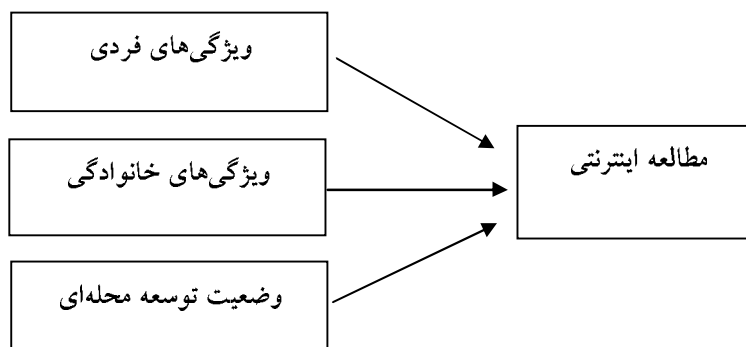 ویژگی‌های فردی
ویژگی‌های خانوادگی
مطالعه اینترنتی
وضعیت توسعه محله‌ای